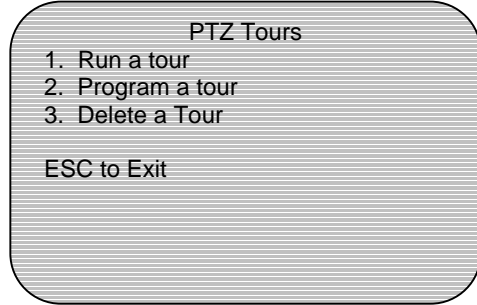 PTZ Tours
1. Run a tour
2. Program a tour
3. Delete a Tour
ESC to Exit